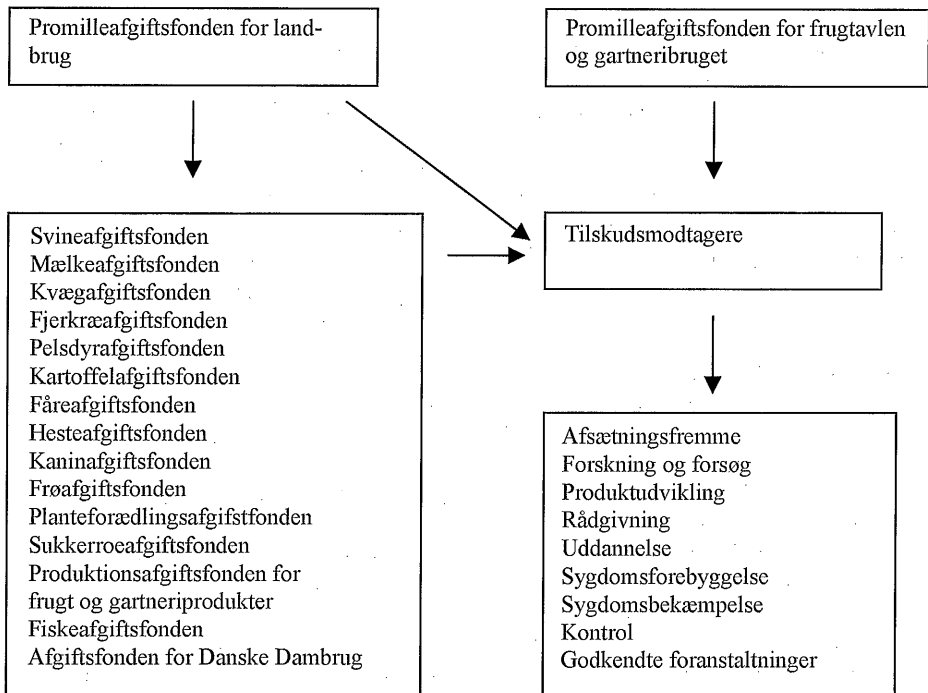 Promilleafgiftsfonden for land-
brug
Promilleafgiftsfonden for frugtavlen
og gartneribruget
Svineafgiftsfonden
Mælkeafgiftsfonden
Kvægafgiftsfonden
Fjerkræafgiftsfonden
Pelsdyrafgiftsfonden
Kartoffelafgiftsfonden
Fåreafgiftsfonden
Hesteafgiftsfonden
Kaninafgiftsfonden
Frøafgiftsfonden
Planteforædlingsafgifstfonden
Sukkerroeafgiftsfonden
Produktionsafgiftsfonden for
frugt og gartneriprodukter
Fiskeafgiftsfonden
Afgiftsfonden for Danske Dambrug
Tilskudsmodtagere
Afsætningsfremme
Forskning og forsøg
Produktudvikling
Rådgivning
Uddannelse
Sygdomsforebyggelse
Sygdomsbekæmpelse
Kontrol
Godkendte foranstaltninger